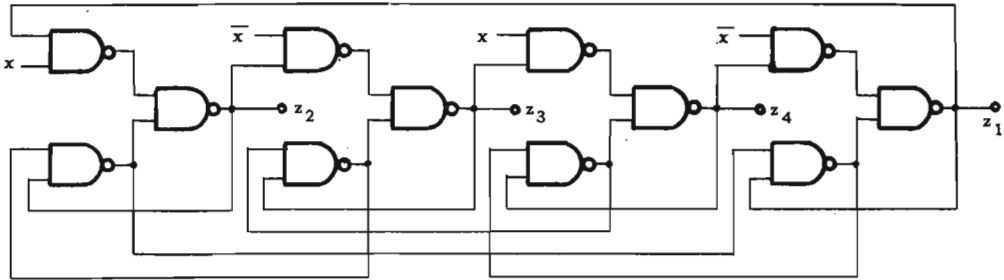 x
x̅
z₂
x
z₃
x̅
z₄
z₁